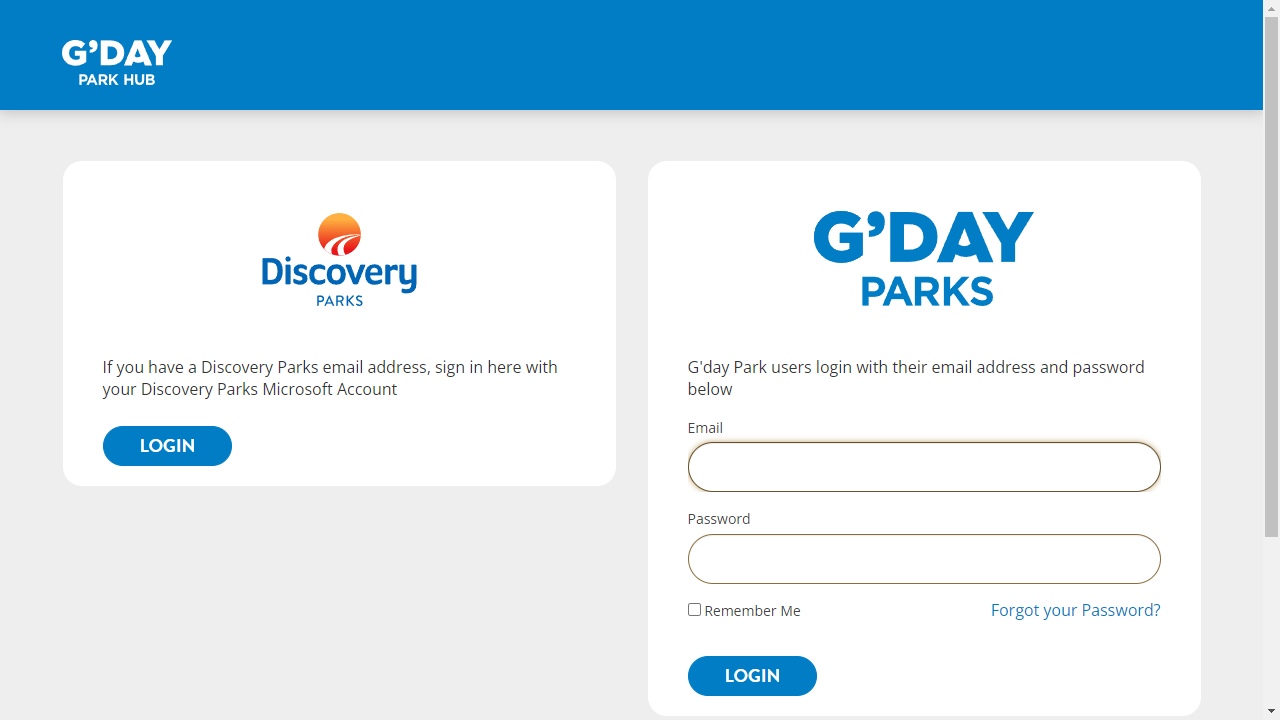 G'DAY
PARK HUB
Discovery
PARKS
If you have a Discovery Parks email address, sign in here with
your Discovery Parks Microsoft Account
LOGIN
G'DAY
PARKS
G'day Park users login with their email address and password
below
Email
Password
Remember Me
Forgot your Password?
LOGIN